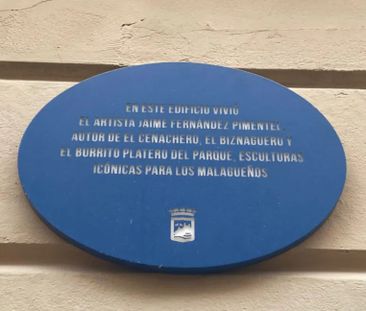 EN ESTE EDIFICIO VIVIÓ
EL ARTISTA JAIME FERNÁNDEZ PIMENTEL,
AUTOR DE EL CENACHERO, EL BIZNAGUERO Y
EL BURRITO PLATERO DEL PARQUE, ESCULTURAS
ICÓNICAS PARA LOS MALAGUEÑOS